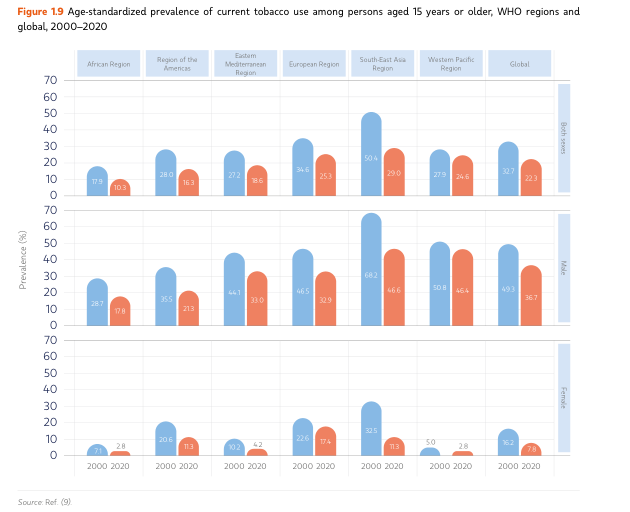 Figure 1.9 Age-standardized prevalence of current tobacco use among persons aged 15 years or older, WHO regions and
global, 2000–2020
African Region
Region of the
Americas
Eastern
Mediterranean
Region
European Region
South-East Asia
Region
Western Pacific
Region
Global
Prevalence (%)
70
60
50
40
30
20
10
0
17.9 10.3 28.0 16.3 27.2 18.6 34.6 25.3 50.4 29.0 27.9 24.6 32.7 22.3
Both sexes
70
60
50
40
30
20
10
0
28.7 17.8 35.5 21.3 44.1 33.0 46.5 32.9 68.2 46.6 50.8 46.4 49.3 36.7
Male
70
60
50
40
30
20
10
0
7.1 2.8 20.6 11.3 10.2 4.2 22.6 17.4 32.5 11.3 5.0 2.8 16.2 7.8
Female
2000 2020 2000 2020 2000 2020 2000 2020 2000 2020 2000 2020 2000 2020
Source: Ref. (9).